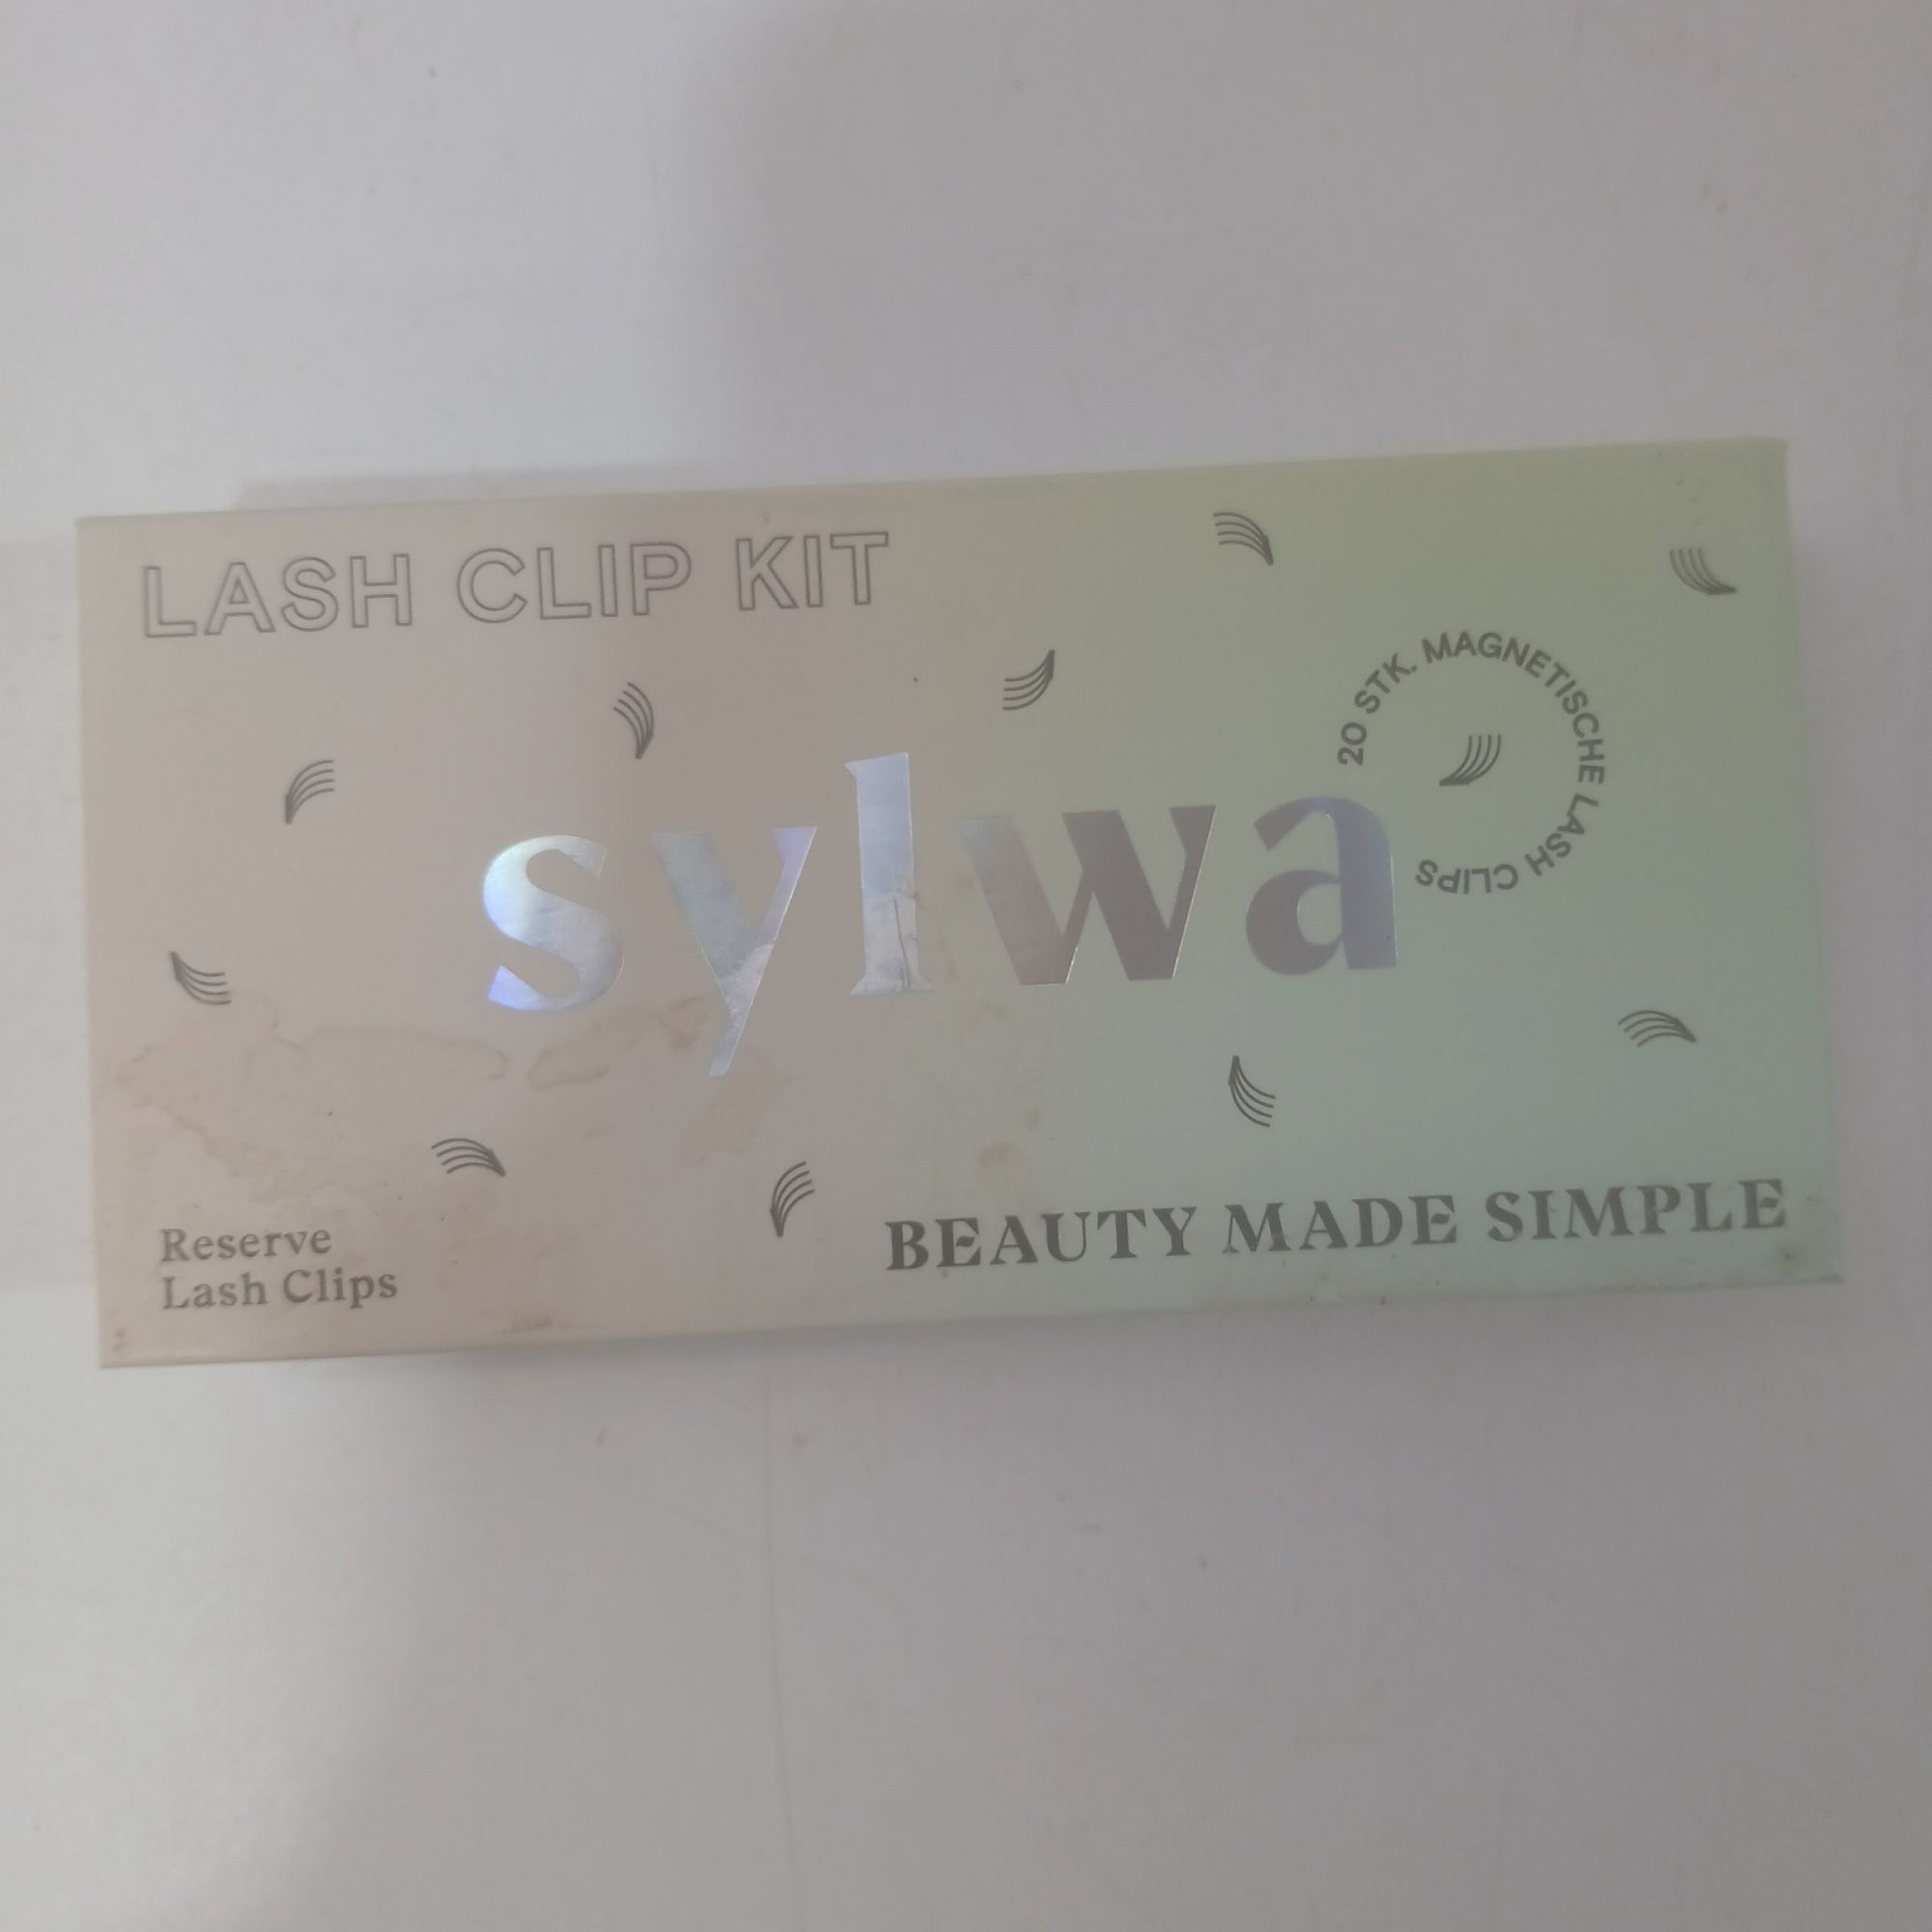 LASH CLIP KIT
20 STK. MAGNETISCHE LASH CLIPS
sylwa
Reserve
Lash Clips
BEAUTY MADE SIMPLE